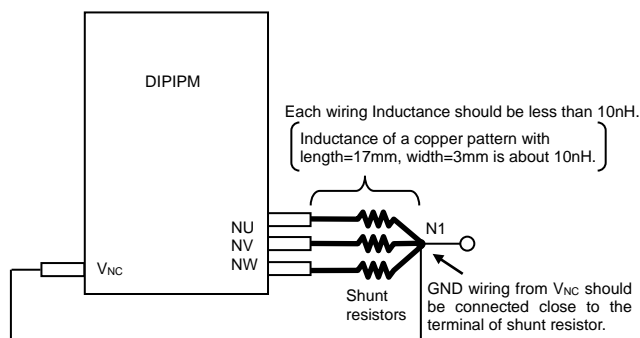 DIPIPM
Each wiring Inductance should be less than 10nH.
Inductance of a copper pattern with
length=17mm, width=3mm is about 10nH.
NU
NV
NW
N1
VNC
Shunt
resistors
GND wiring from VNC should
be connected close to the
terminal of shunt resistor.